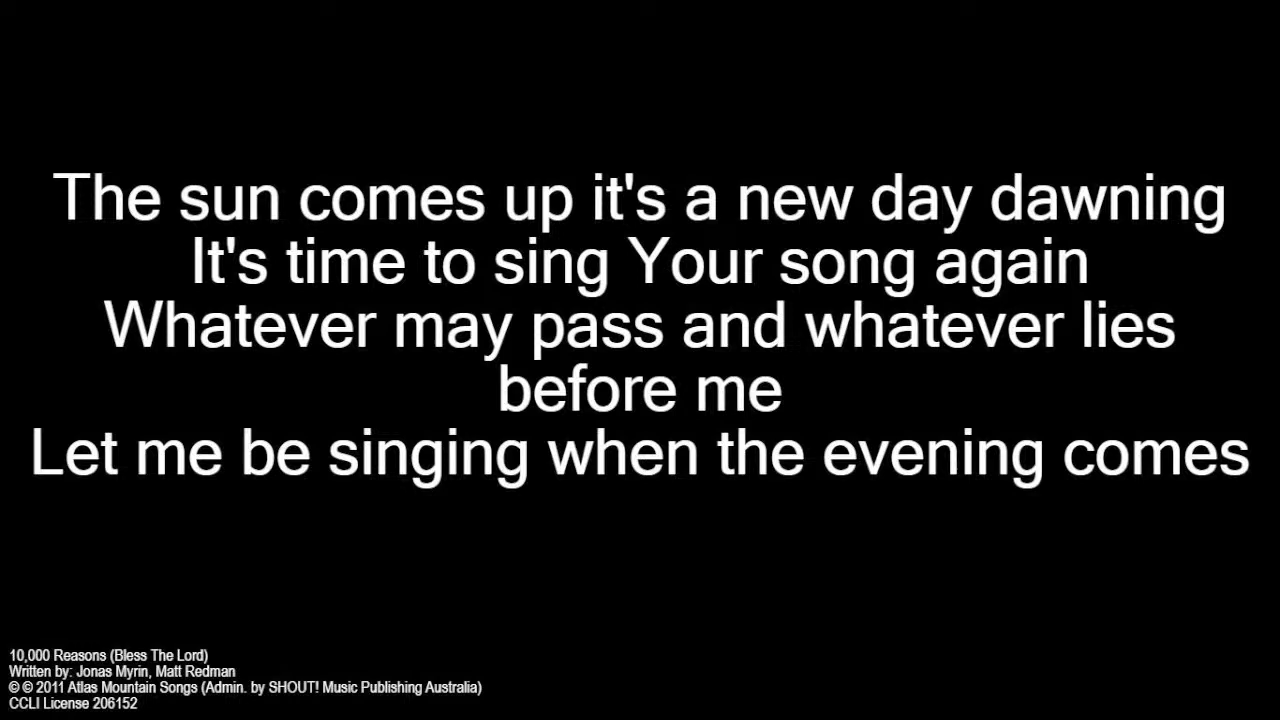 The sun comes up it's a new day dawning
It's time to sing Your song again
Whatever may pass and whatever lies
before me
Let me be singing when the evening comes
10,000 Reasons (Bless The Lord)
Written by: Jonas Myrin, Matt Redman
© © 2011 Atlas Mountain Songs (Admin. by SHOUT! Music Publishing Australia)
CCLI License 206152